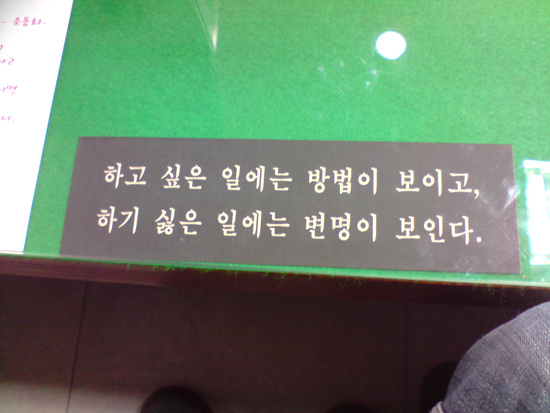 하고 싶은 일에는 방법이 보이고,
하기 싫은 일에는 변명이 보인다.